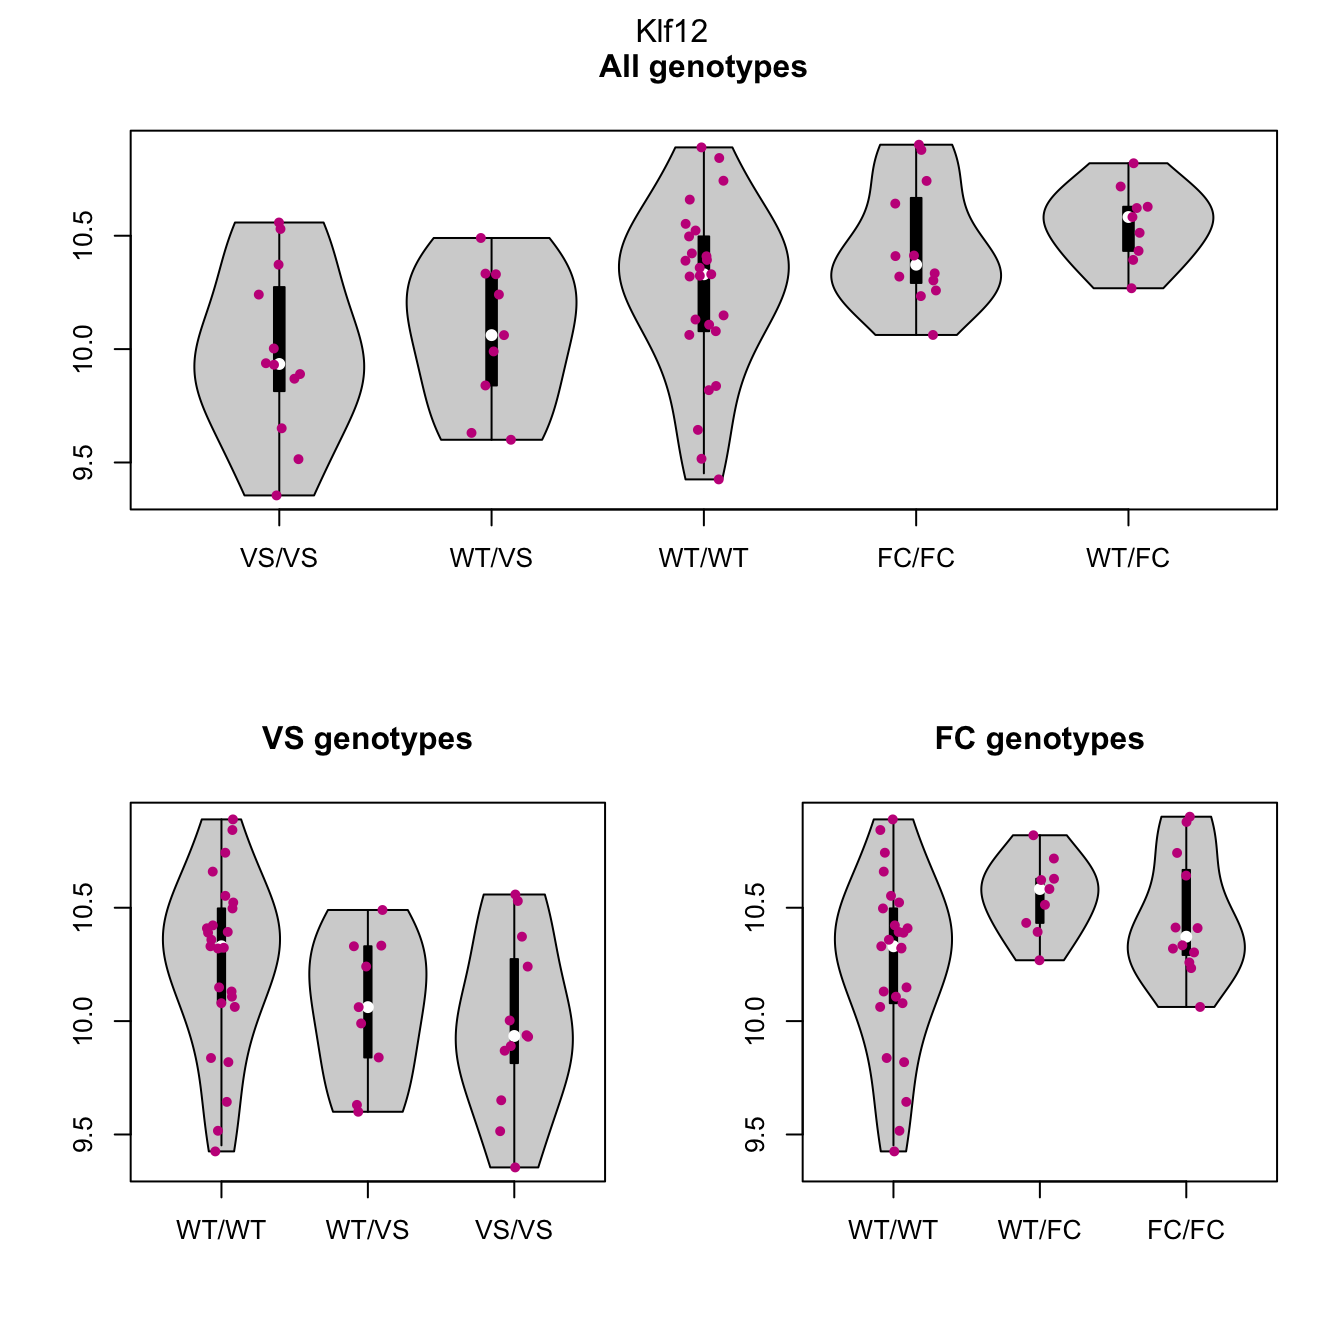 Klf12
All genotypes
10.5
10.0
9.5
VS/VS WT/VS WT/WT FC/FC WT/FC
VS genotypes
10.5
10.0
9.5
WT/WT WT/VS VS/VS
FC genotypes
10.5
10.0
9.5
WT/WT WT/FC FC/FC